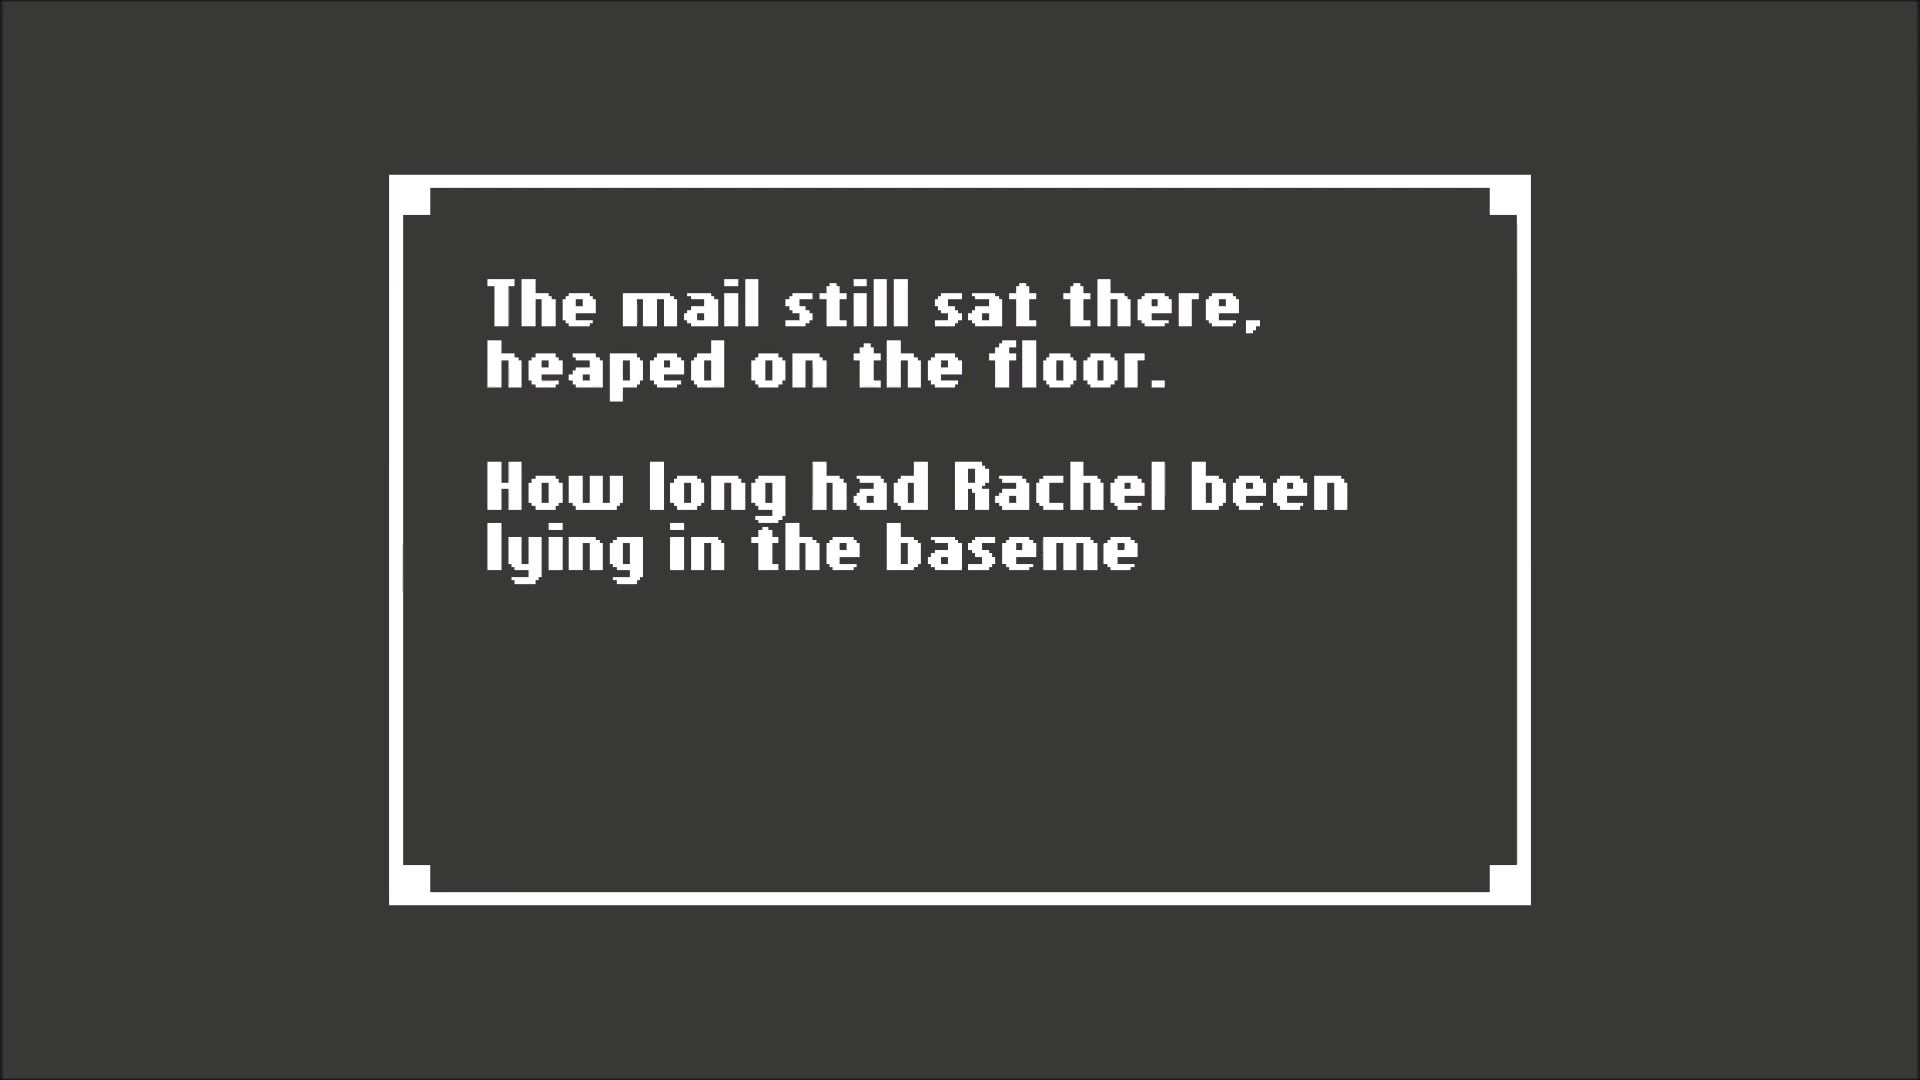 The mail still sat there,
heaped on the floor.
How long had Rachel been
lying in the baseme